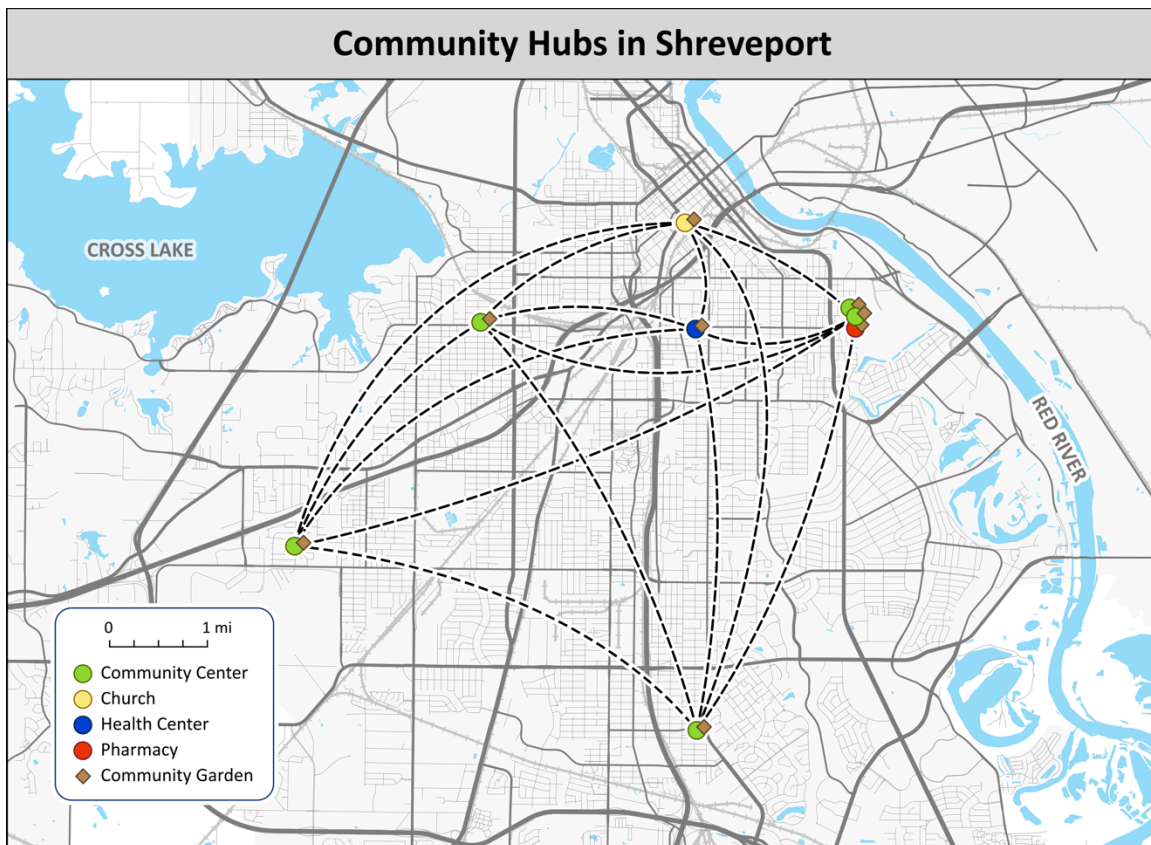 Community Hubs in Shreveport
CROSS LAKE
RED RIVER
0 1 mi
Community Center
Church
Health Center
Pharmacy
Community Garden